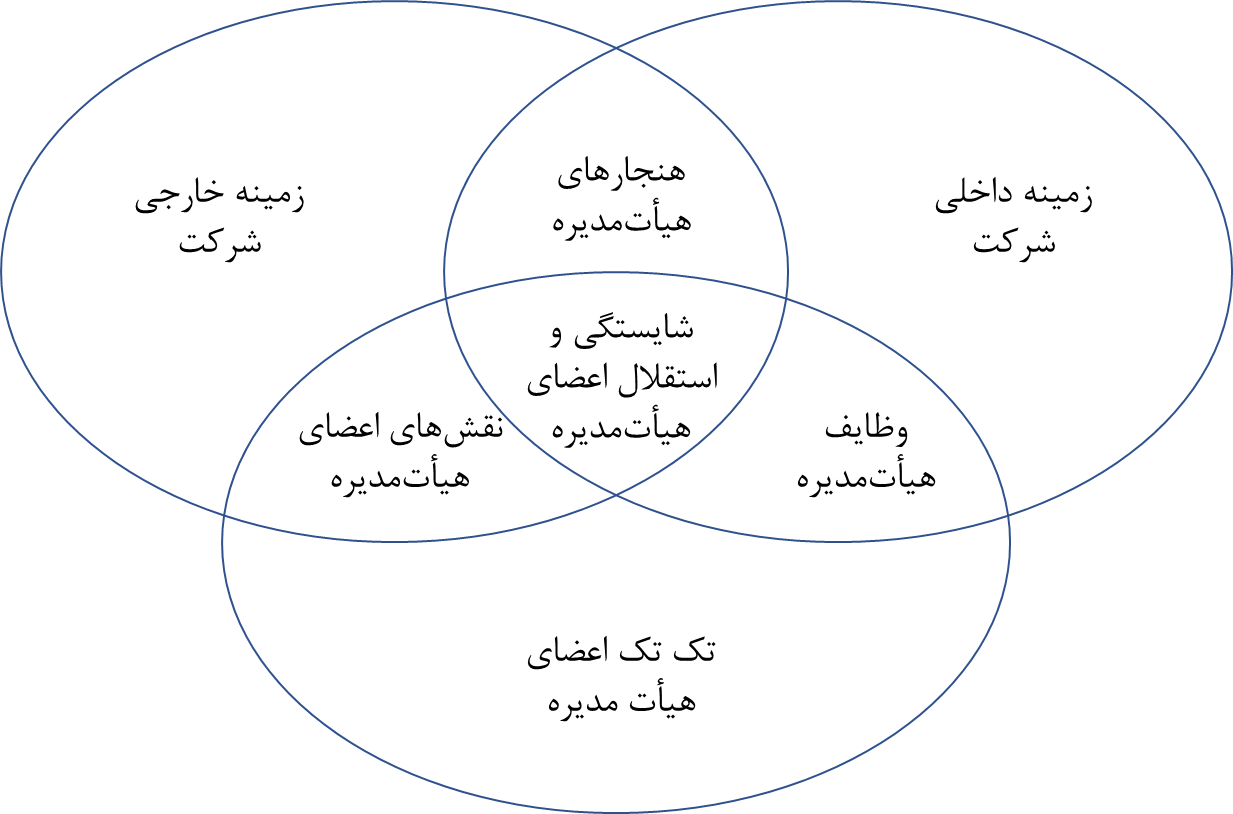 هنجارهای
هیأت‌مدیره
زمینه داخلی
شرکت
زمینه خارجی
شرکت
شایستگی و
استقلال اعضای
هیأت‌مدیره
وظایف
هیأت‌مدیره
نقش‌های اعضای
هیأت‌مدیره
تک تک اعضای
هیأت مدیره